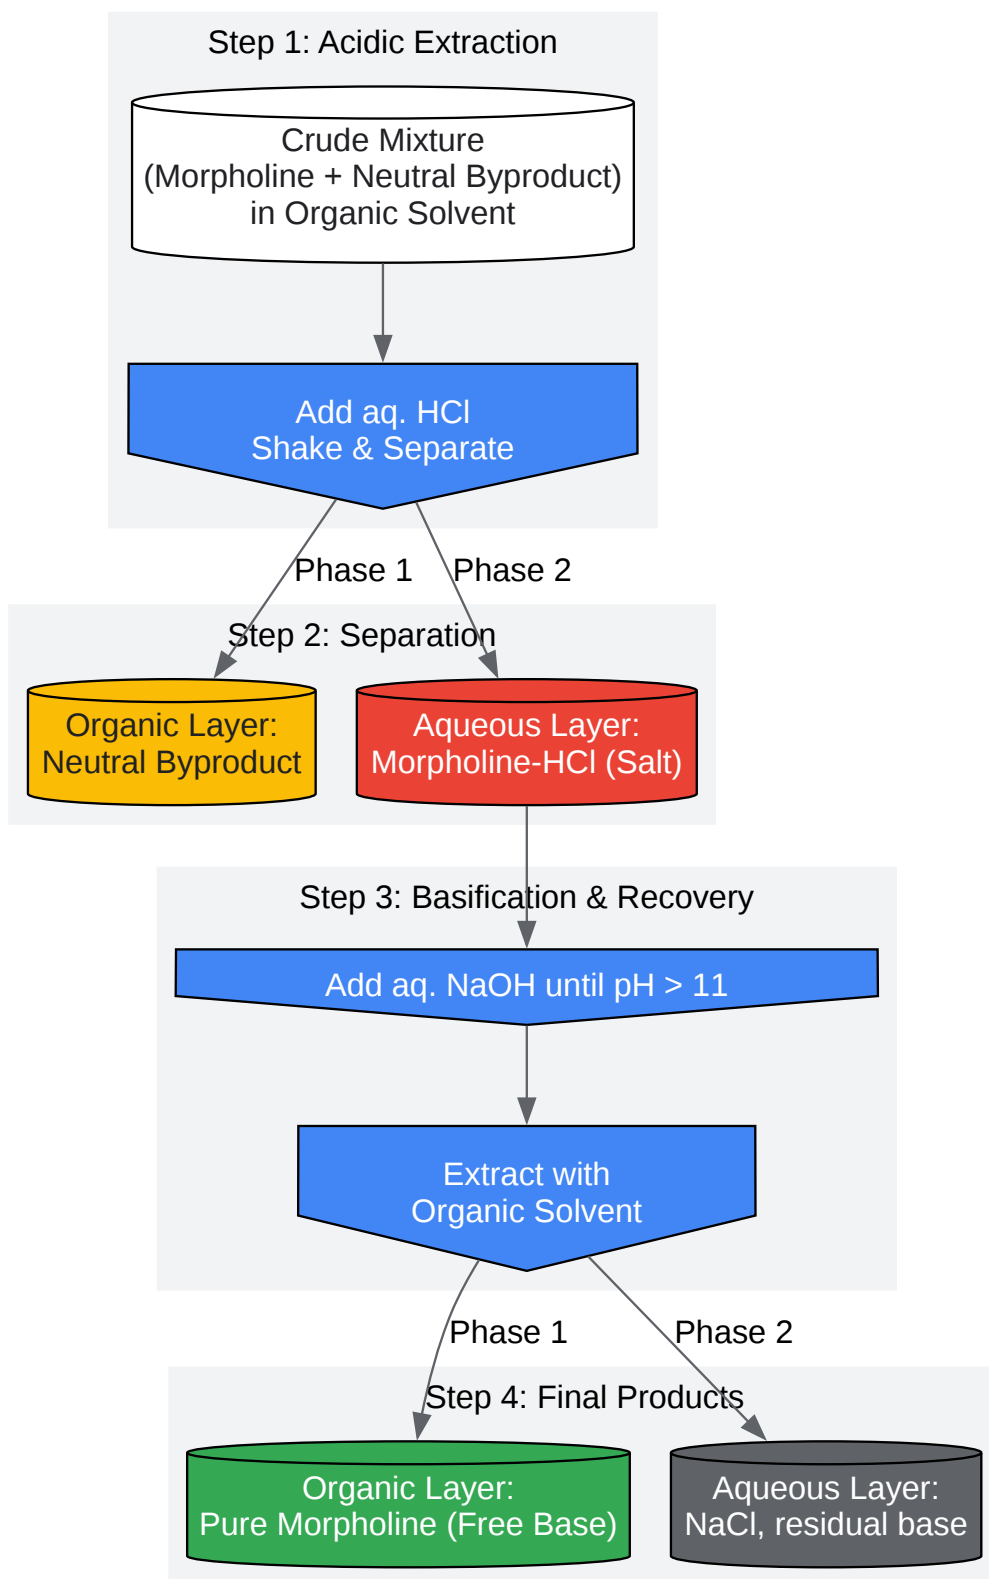 Step 1: Acidic Extraction
Crude Mixture
(Morpholine + Neutral Byproduct)
in Organic Solvent
Add aq. HCl
Shake & Separate
Phase 1
Phase 2
Step 2: Separation
Organic Layer:
Neutral Byproduct
Aqueous Layer:
Morpholine-HCl (Salt)
Step 3: Basification & Recovery
Add aq. NaOH until pH > 11
Extract with
Organic Solvent
Phase 1
Phase 2
Step 4: Final Products
Organic Layer:
Pure Morpholine (Free Base)
Aqueous Layer:
NaCl, residual base